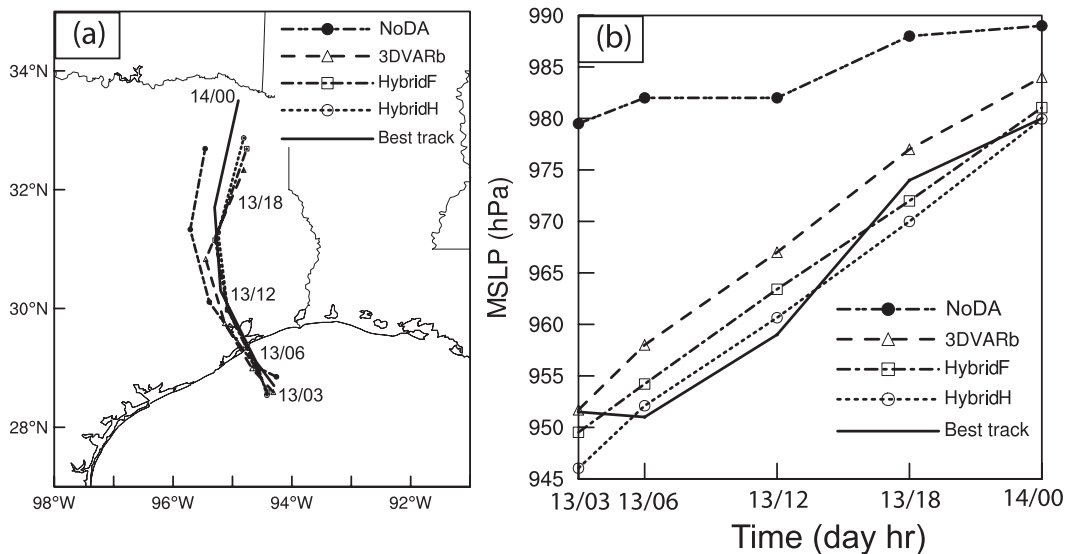 (a)
NoDA
3DVARb
HybridF
HybridH
Best track
34°N
32°N
30°N
28°N
98°W
96°W
94°W
92°W
14/00
13/18
13/12
13/06
13/03
(b)
990
985
980
975
970
965
960
955
950
945
MSLP (hPa)
NoDA
3DVARb
HybridF
HybridH
Best track
13/03
13/06
13/12
13/18
14/00
Time (day hr)